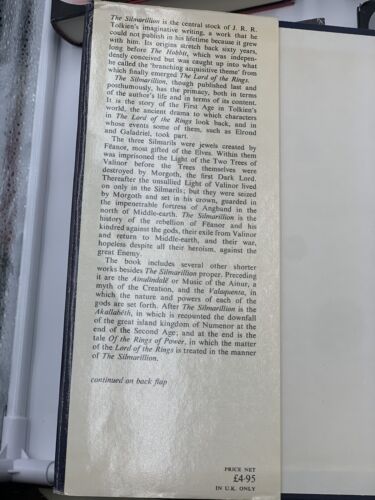 The Silmarillion is the central stock of J. R. R.
Tolkien's imaginative writing, a work that he
could not publish in his lifetime because it grew
with him. Its origins stretch back sixty years,
long before The Hobbit, which was indepen-
dently conceived but was caught up into what
he called the 'branching acquisitive theme' from
which finally emerged The Lord of the Rings.
The Silmarillion, though published last and
posthumously, has the primacy, both in terms
of the author's life and in terms of its content.
It is the story of the First Age in Tolkien's
world, the ancient drama to which characters
in The Lord of the Rings look back, and in
whose events some of them, such as Elrond
and Galadriel, took part.
The three Silmarils were jewels created by
Fëanor, most gifted of the Elves. Within them
was imprisoned the Light of the Two Trees of
Valinor before the Trees themselves were
destroyed by Morgoth, the first Dark Lord.
Thereafter the unsullied Light of Valinor lived
on only in the Silmarils; but they were seized
by Morgoth and set in his crown, guarded in
the impenetrable fortress of Angband in the
north of Middle-earth. The Silmarillion is the
history of the rebellion of Fëanor and his
kindred against the gods, their exile from Valinor
and return to Middle-earth, and their war,
hopeless despite all their heroism, against the
great Enemy.
The book includes several other shorter
works besides The Silmarillion proper. Preceding
it are the Ainulindalë or Music of the Ainur, a
myth of the Creation, and the Valaquenta, in
which the nature and powers of each of the
gods are set forth. After The Silmarillion is the
Akallabêth, in which is recounted the downfall
of the great island kingdom of Numenor at the
end of the Second Age; and at the end is the
tale Of the Rings of Power, in which the matter
of the Lord of the Rings is treated in the manner
of The Silmarillion.
continued on back flap
PRICE NET
£4·95
IN U.K. ONLY